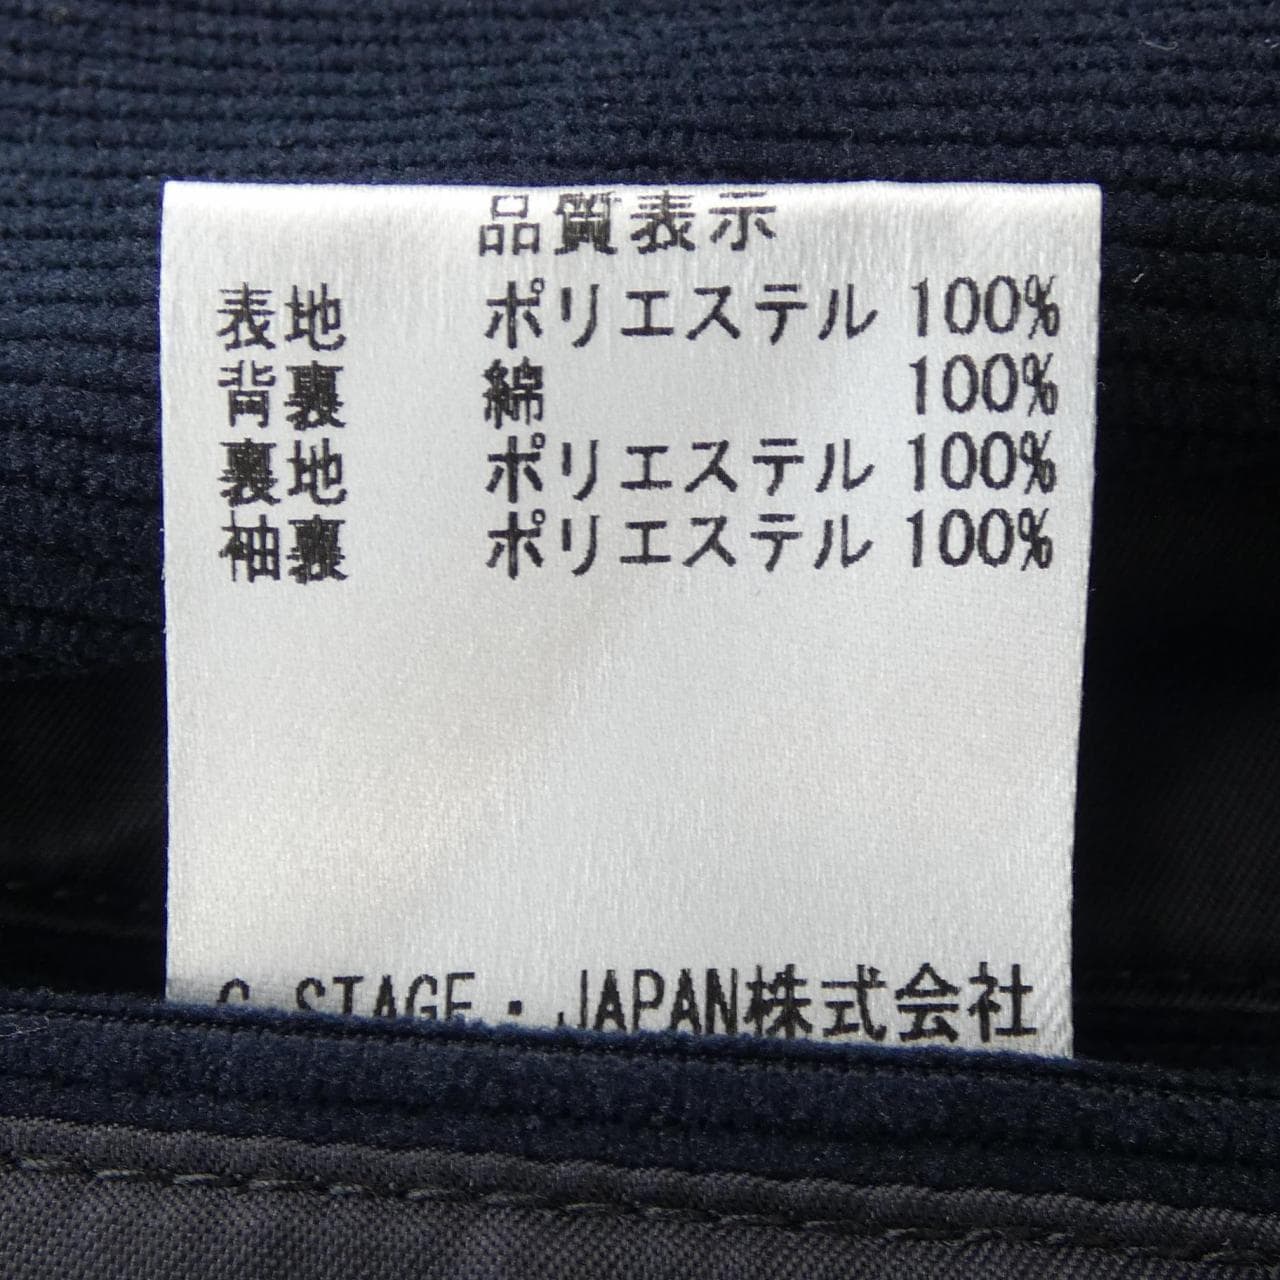 品質表示
表地 ポリエステル 100%
背裏 綿 100%
裏地 ポリエステル 100%
袖裏 ポリエステル 100%
G STAGE・JAPAN株式会社